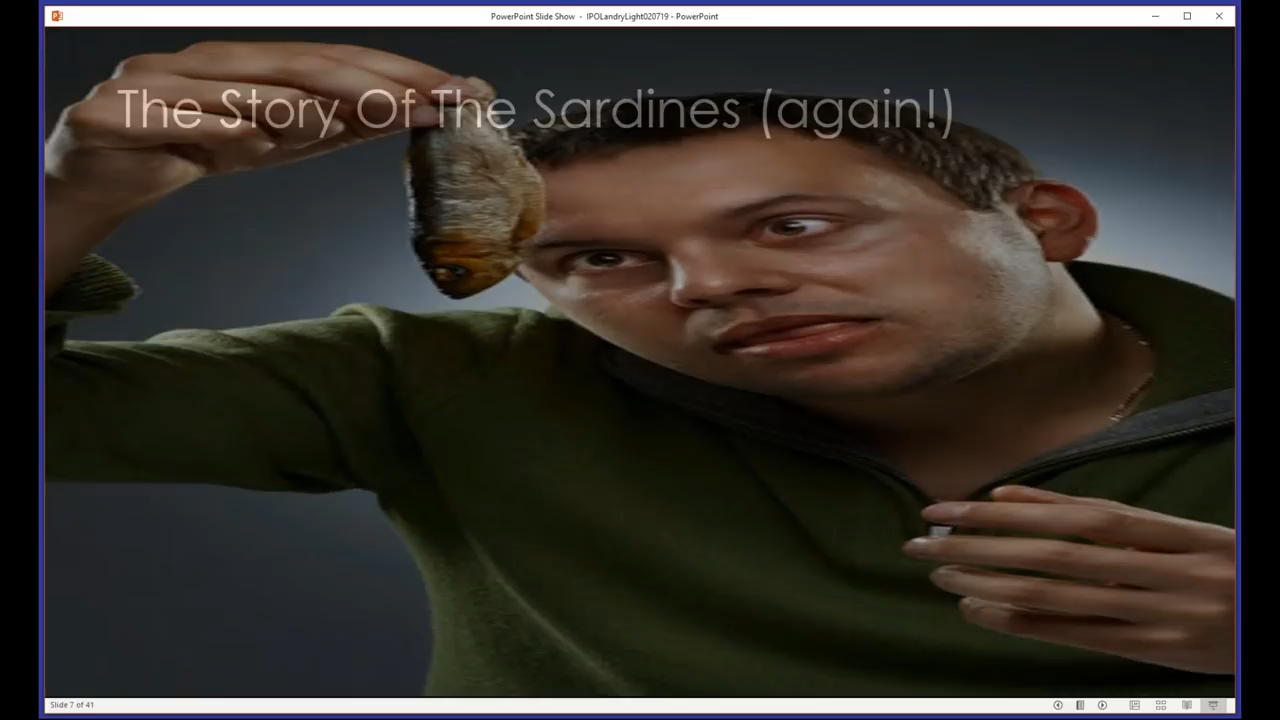 PowerPoint Slide Show - IPOLandryLight020719 - PowerPoint
The Story Of The Sardines (again!)
Slide 7 of 41